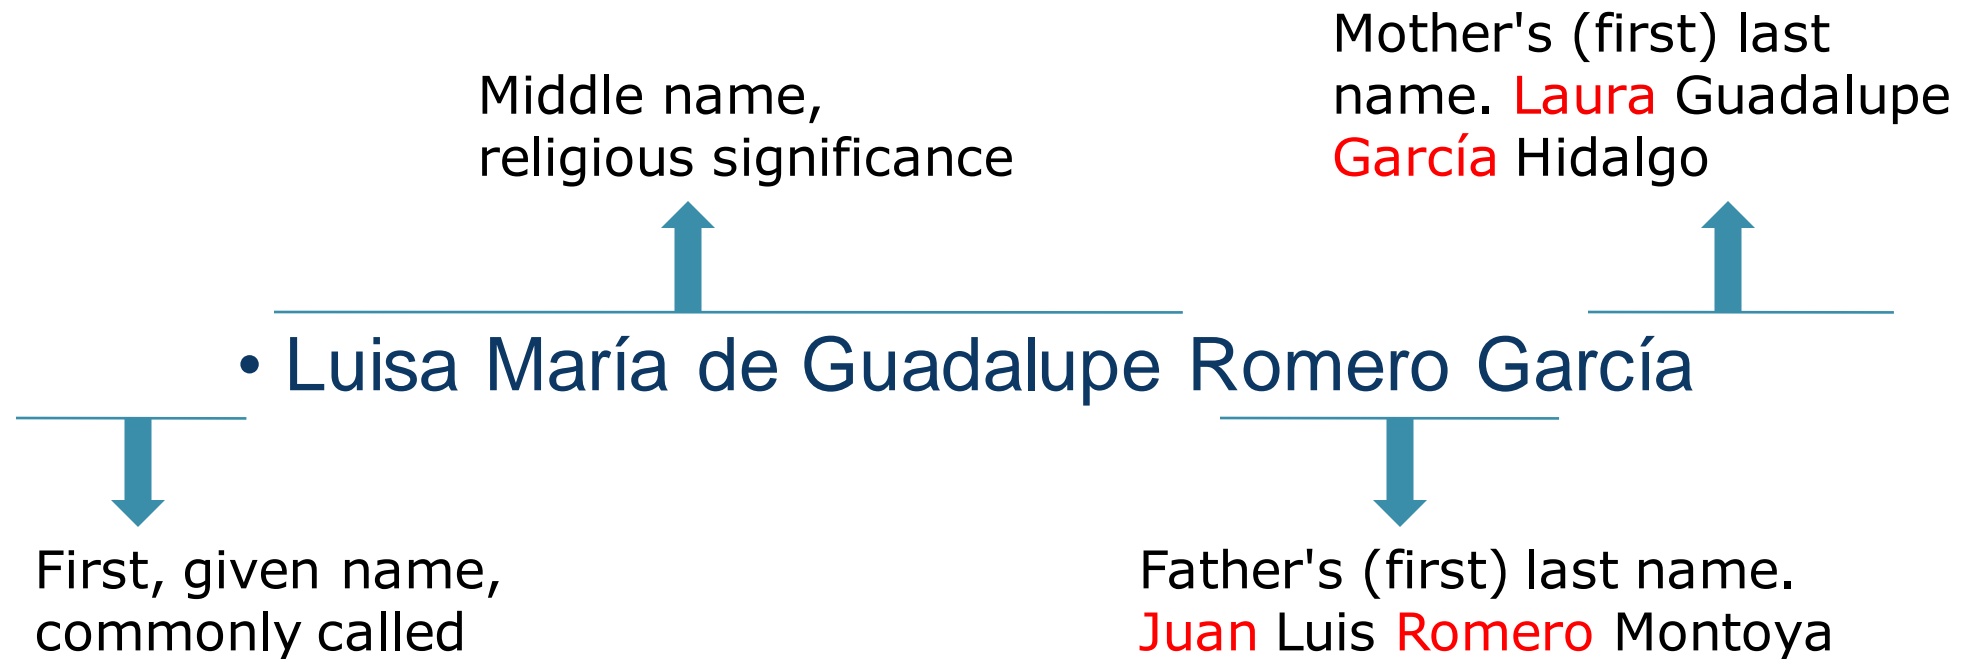 Mother's (first) last
name. Laura Guadalupe
García Hidalgo
Middle name,
religious significance
• Luisa María de Guadalupe Romero García
First, given name,
commonly called
Father's (first) last name.
Juan Luis Romero Montoya